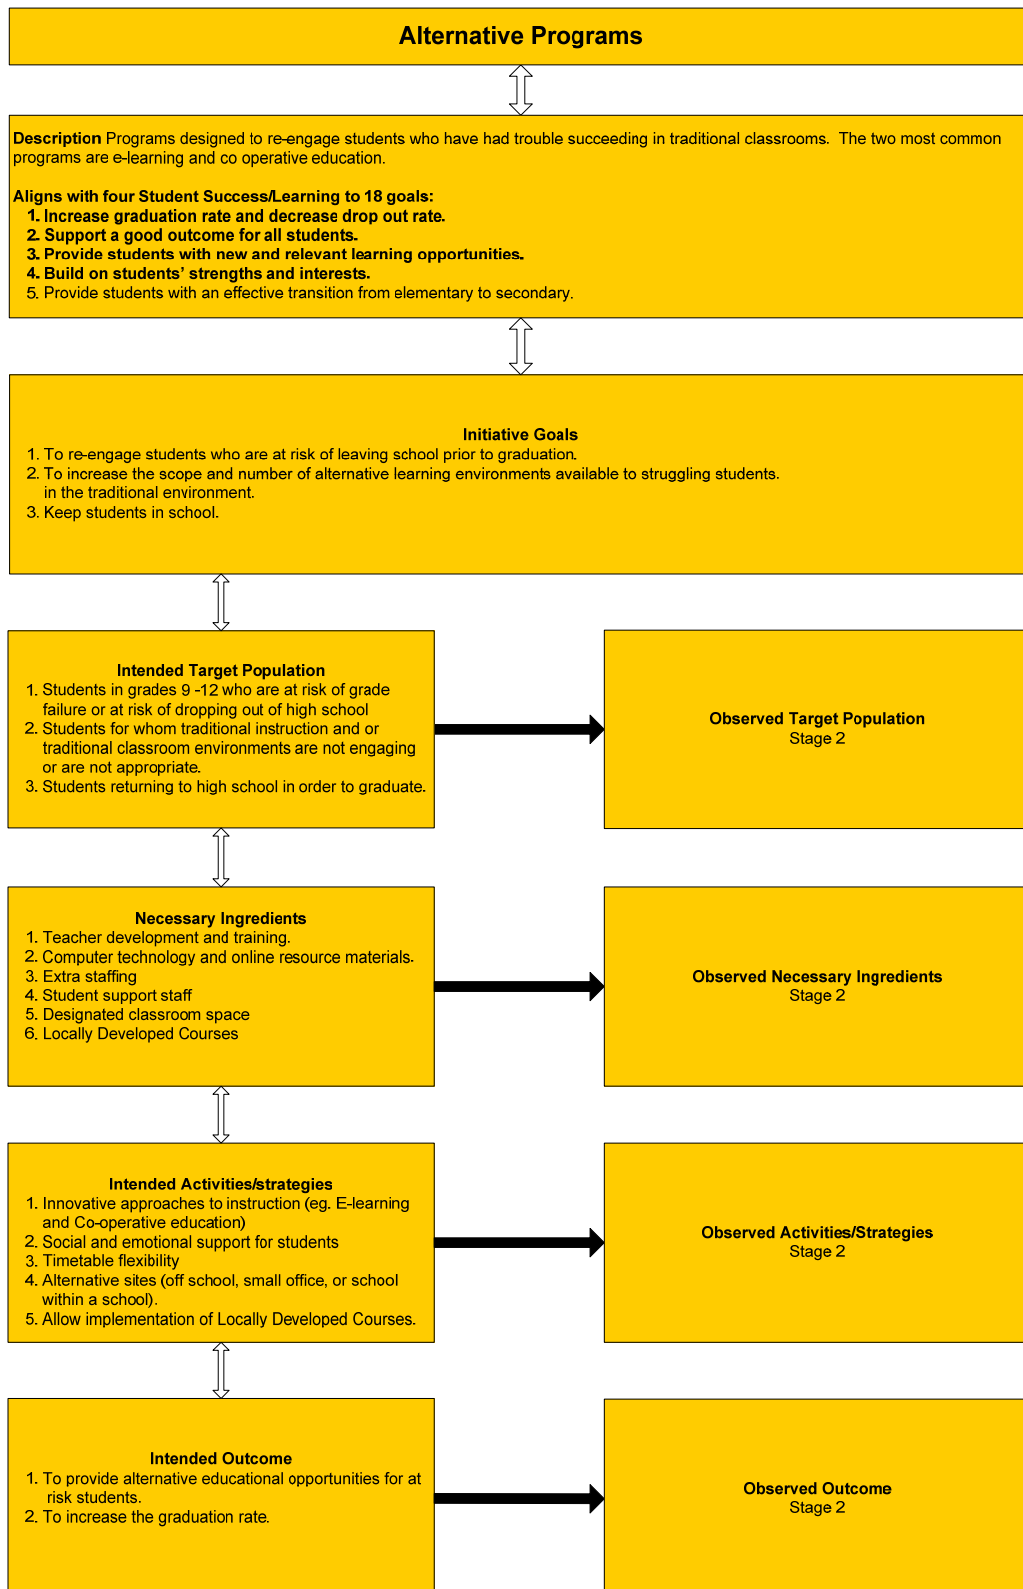 Alternative Programs
Description Programs designed to re-engage students who have had trouble succeeding in traditional classrooms. The two most common
programs are e-learning and co operative education.
Aligns with four Student Success/Learning to 18 goals:
1. Increase graduation rate and decrease drop out rate.
2. Support a good outcome for all students.
3. Provide students with new and relevant learning opportunities.
4. Build on students’ strengths and interests.
5. Provide students with an effective transition from elementary to secondary.
Initiative Goals
1. To re-engage students who are at risk of leaving school prior to graduation.
2. To increase the scope and number of alternative learning environments available to struggling students.
in the traditional environment.
3. Keep students in school.
Intended Target Population
1. Students in grades 9 -12 who are at risk of grade
failure or at risk of dropping out of high school
2. Students for whom traditional instruction and or
traditional classroom environments are not engaging
or are not appropriate.
3. Students returning to high school in order to graduate.
Observed Target Population
Stage 2
Necessary Ingredients
1. Teacher development and training.
2. Computer technology and online resource materials.
3. Extra staffing
4. Student support staff
5. Designated classroom space
6. Locally Developed Courses
Observed Necessary Ingredients
Stage 2
Intended Activities/strategies
1. Innovative approaches to instruction (eg. E-learning
and Co-operative education)
2. Social and emotional support for students
3. Timetable flexibility
4. Alternative sites (off school, small office, or school
within a school).
5. Allow implementation of Locally Developed Courses.
Observed Activities/Strategies
Stage 2
Intended Outcome
1. To provide alternative educational opportunities for at
risk students.
2. To increase the graduation rate.
Observed Outcome
Stage 2